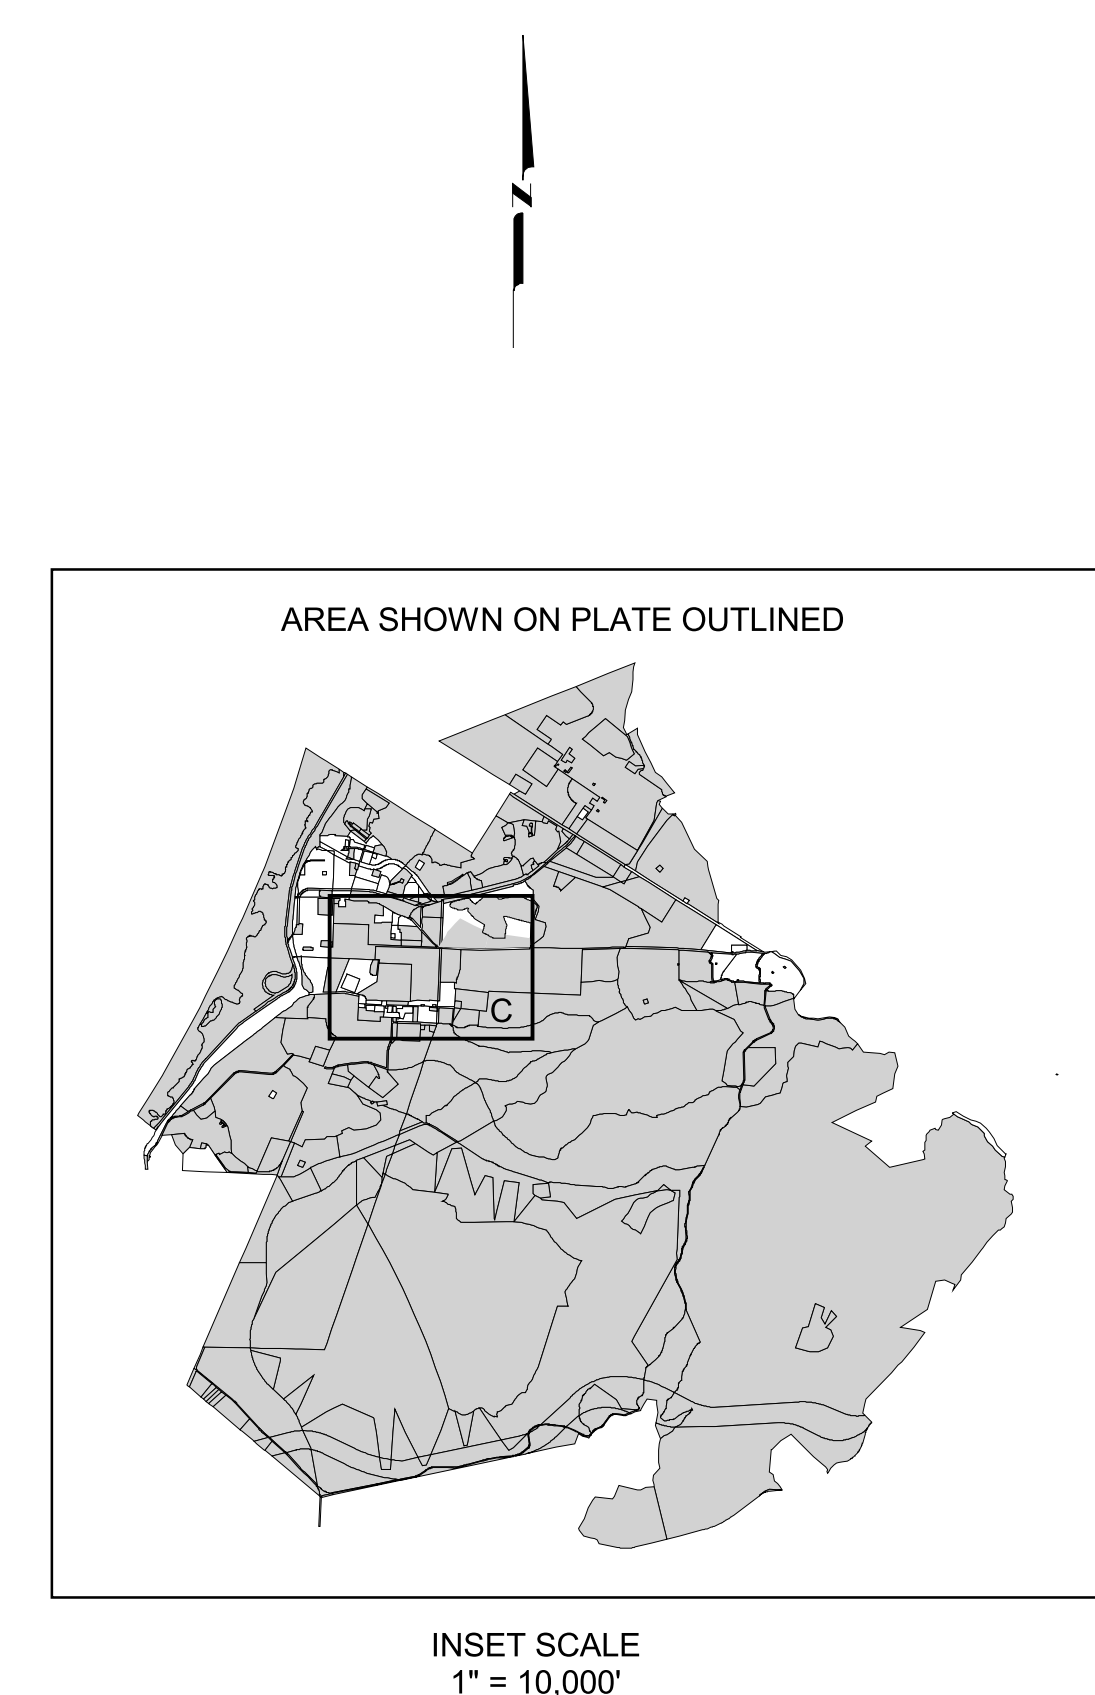 N
AREA SHOWN ON PLATE OUTLINED
C
INSET SCALE
1" = 10,000'